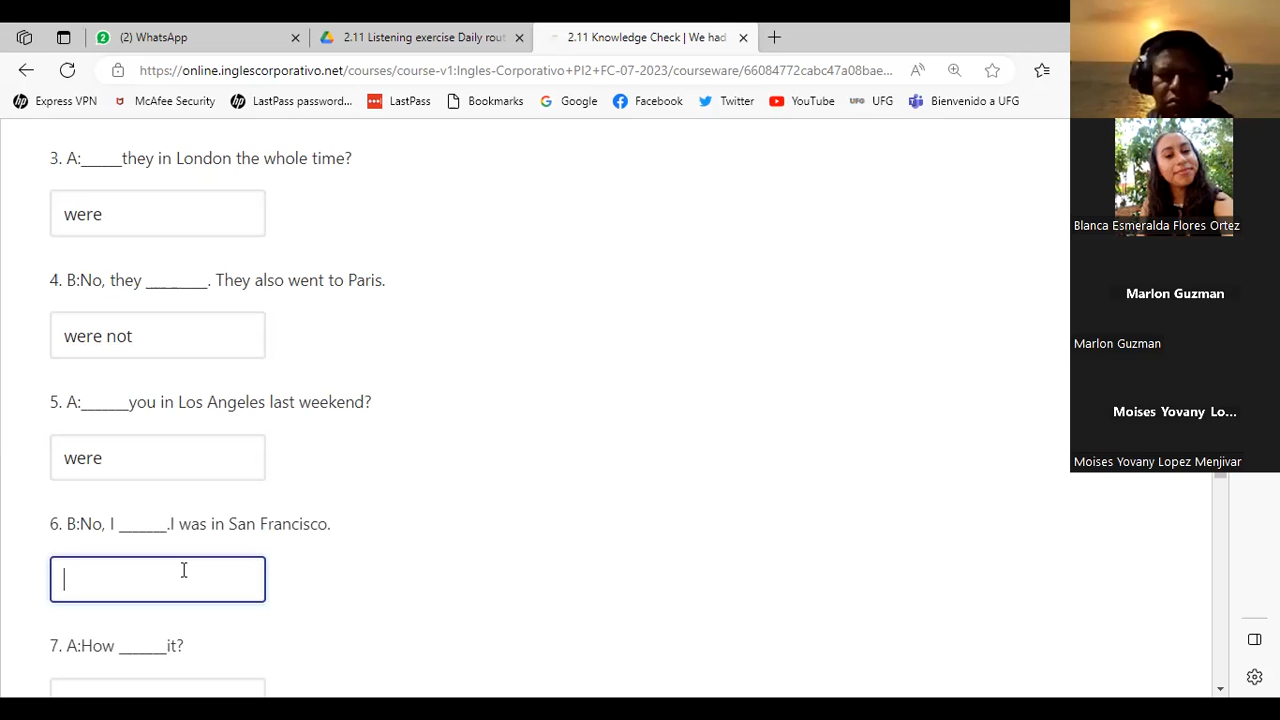 (2) WhatsApp
2.11 Listening exercise Daily rout
2.11 Knowledge Check | We had
https://online.inglescorporativo.net/courses/course-v1:Ingles-Corporativo+PI2+FC-07-2023/courseware/66084772cabc47a08bae...
Express VPN
McAfee Security
LastPass password...
LastPass
Bookmarks
Google
Facebook
Twitter
YouTube
UFG
Bienvenido a UFG
3. A:_____they in London the whole time?
were
4. B:No, they ________. They also went to Paris.
were not
5. A:______you in Los Angeles last weekend?
were
6. B:No, I ______.I was in San Francisco.
7. A:How ______it?
Blanca Esmeralda Flores Ortez
Marlon Guzman
Marlon Guzman
Moises Yovany Lo...
Moises Yovany Lopez Menjivar